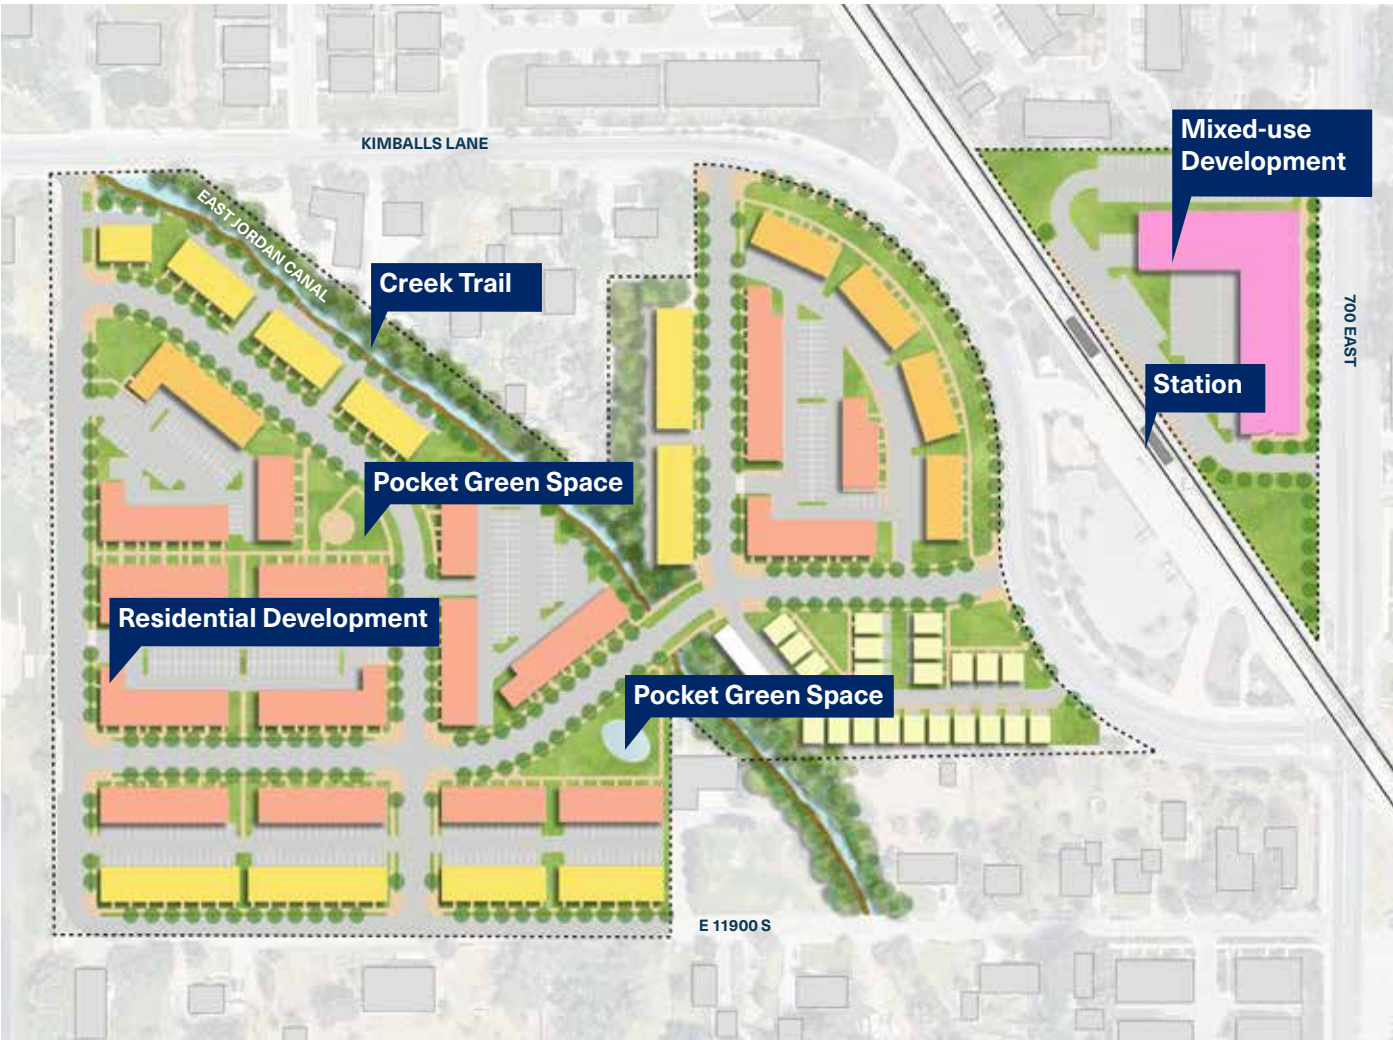 KIMBALLS LANE
Mixed-use
Development
EAST JORDAN CANAL
Creek Trail
700 EAST
Station
Pocket Green Space
Residential Development
Pocket Green Space
E 11900 S